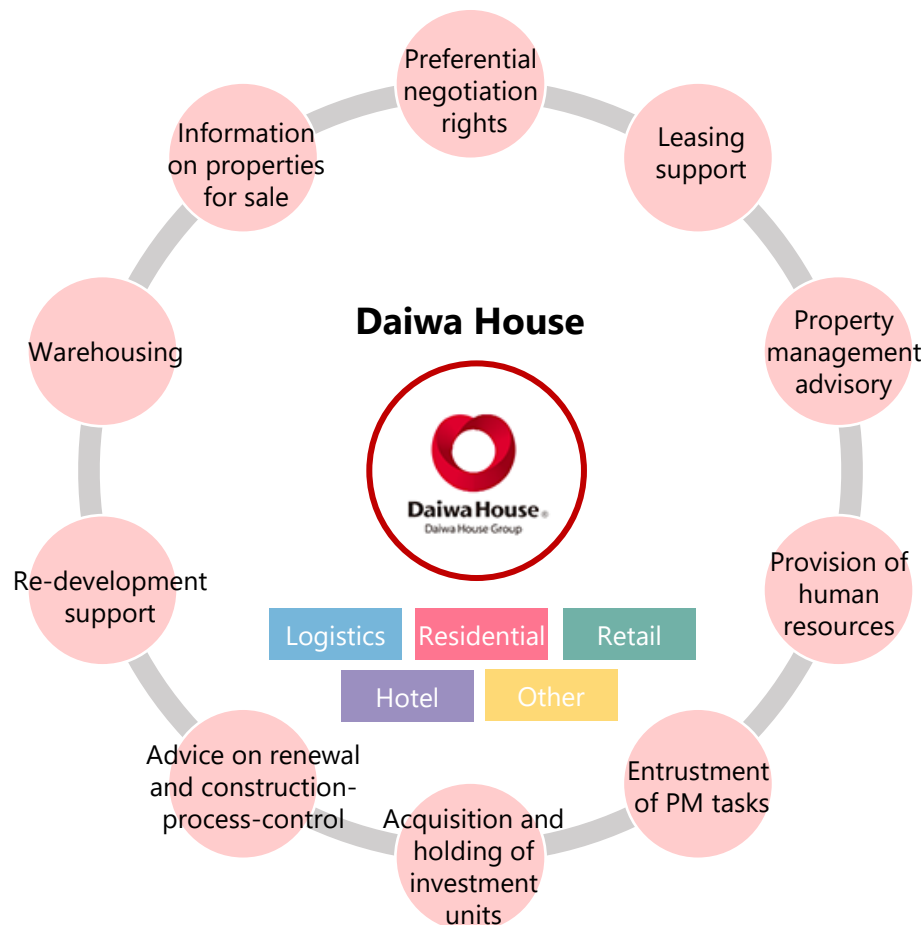 Preferential
negotiation
rights
Leasing
support
Property
management
advisory
Provision of
human
resources
Entrustment
of PM tasks
Acquisition and
holding of
investment
units
Advice on renewal
and construction-
process-control
Re-development
support
Warehousing
Information
on properties
for sale
Daiwa House
DaiwaHouse®
Daiwa House Group
Logistics
Residential
Retail
Hotel
Other